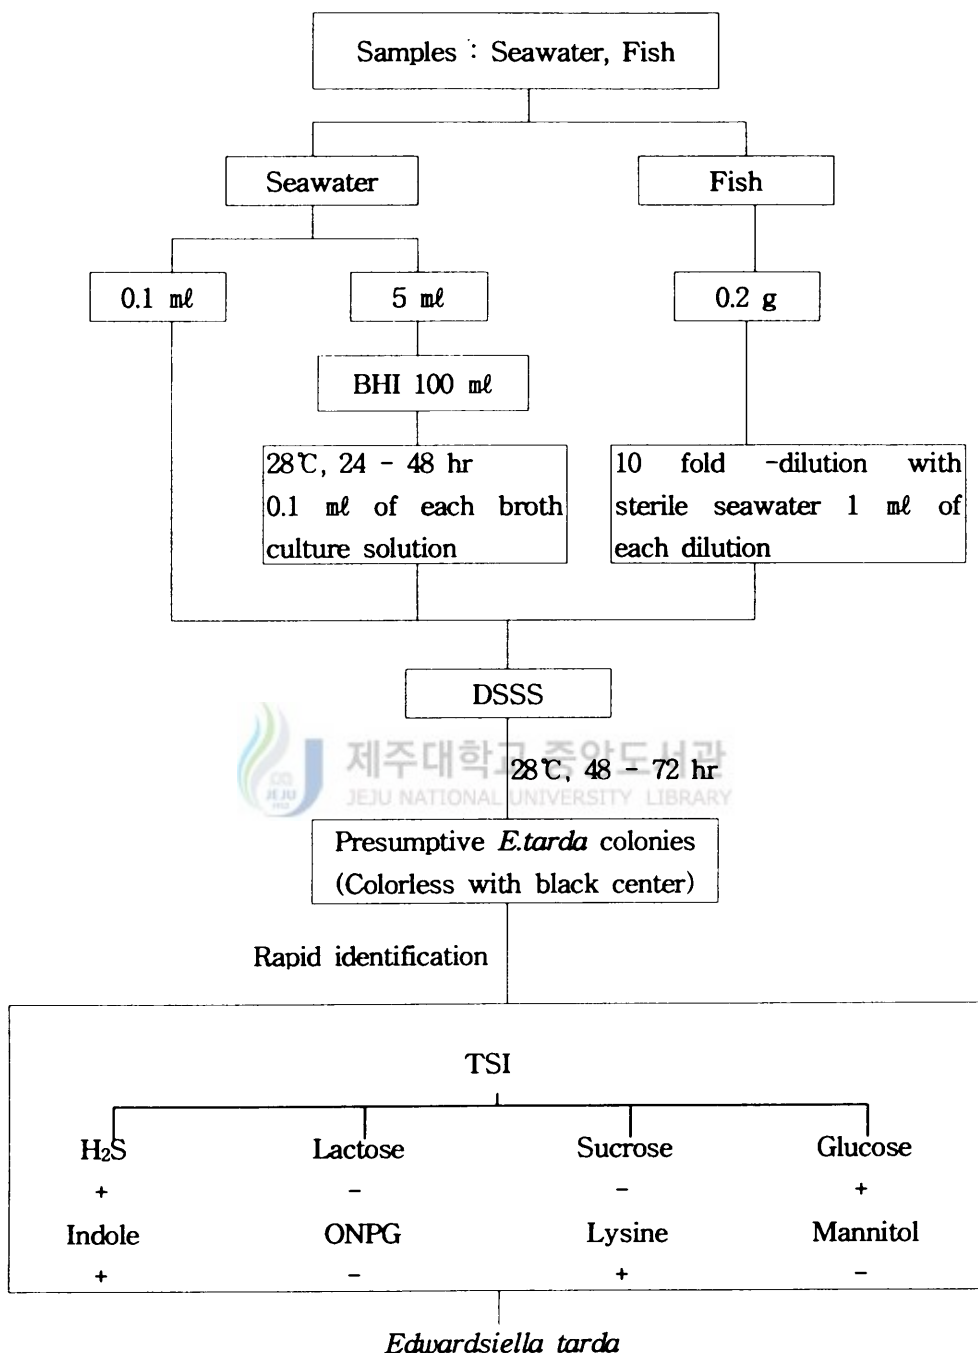 Samples : Seawater, Fish
Seawater
Fish
0.1 ㎖
5 ㎖
0.2 g
BHI 100 ㎖
28℃, 24 - 48 hr
0.1 ㎖ of each broth
culture solution
10 fold -dilution with
sterile seawater 1 ㎖ of
each dilution
DSSS
제주대학교 중앙도서관
JEJU NATIONAL UNIVERSITY LIBRARY
JEJU
1952
28℃, 48 - 72 hr
Presumptive E.tarda colonies
(Colorless with black center)
Rapid identification
TSI
H₂S Lactose Sucrose Glucose
+ - - +
Indole ONPG Lysine Mannitol
+ - + -
Edwardsiella tarda